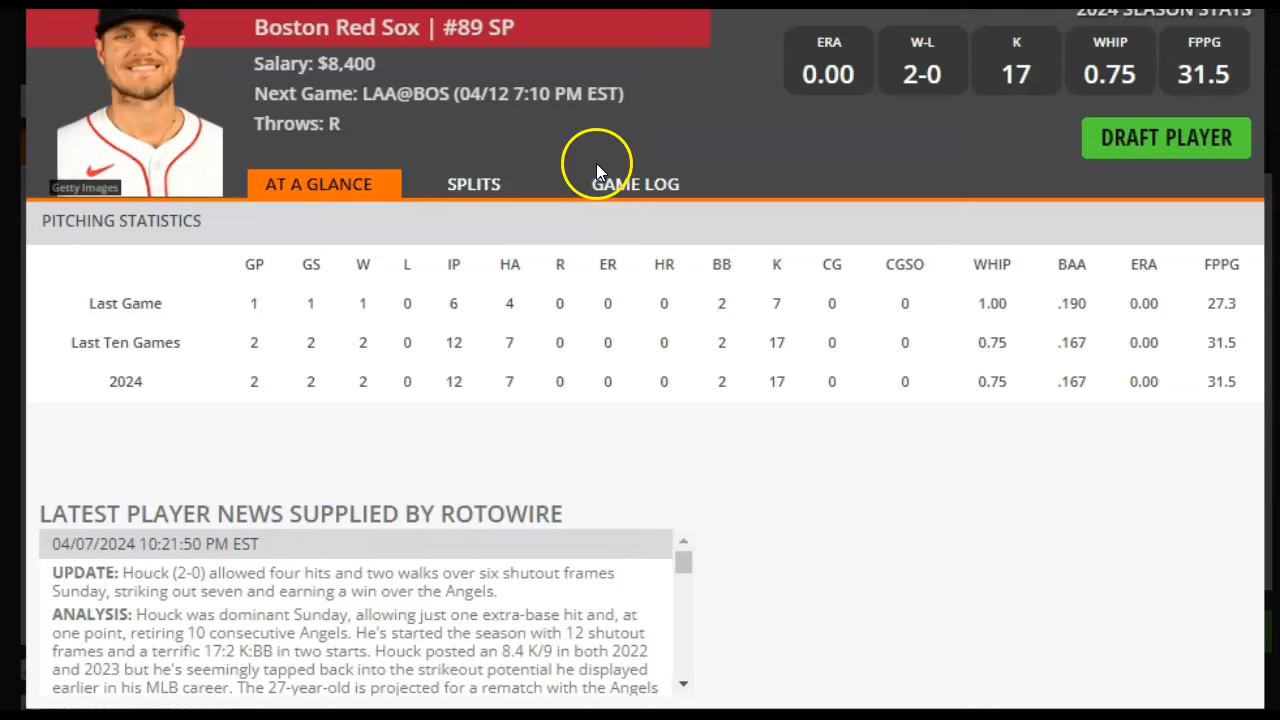 2024 SEASON STATS
Boston Red Sox | #89 SP
Salary: $8,400
Next Game: LAA@BOS (04/12 7:10 PM EST)
Throws: R
ERA W-L K WHIP FPPG
0.00 2-0 17 0.75 31.5
DRAFT PLAYER
Getty Images
AT A GLANCE SPLITS GAME LOG
PITCHING STATISTICS
GP GS W L IP HA R ER HR BB K CG CGSO WHIP BAA ERA FPPG
Last Game 1 1 1 0 6 4 0 0 0 2 7 0 0 1.00 .190 0.00 27.3
Last Ten Games 2 2 2 0 12 7 0 0 0 2 17 0 0 0.75 .167 0.00 31.5
2024 2 2 2 0 12 7 0 0 0 2 17 0 0 0.75 .167 0.00 31.5
LATEST PLAYER NEWS SUPPLIED BY ROTOWIRE
04/07/2024 10:21:50 PM EST
UPDATE: Houck (2-0) allowed four hits and two walks over six shutout frames
Sunday, striking out seven and earning a win over the Angels.
ANALYSIS: Houck was dominant Sunday, allowing just one extra-base hit and, at
one point, retiring 10 consecutive Angels. He's started the season with 12 shutout
frames and a terrific 17:2 K:BB in two starts. Houck posted an 8.4 K/9 in both 2022
and 2023 but he's seemingly tapped back into the strikeout potential he displayed
earlier in his MLB career. The 27-year-old is projected for a rematch with the Angels